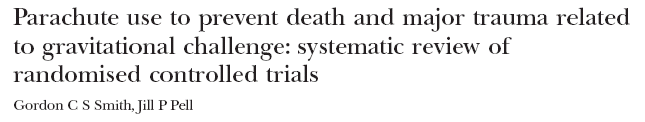 Parachute use to prevent death and major trauma related
to gravitational challenge: systematic review of
randomised controlled trials
Gordon C S Smith, Jill P Pell